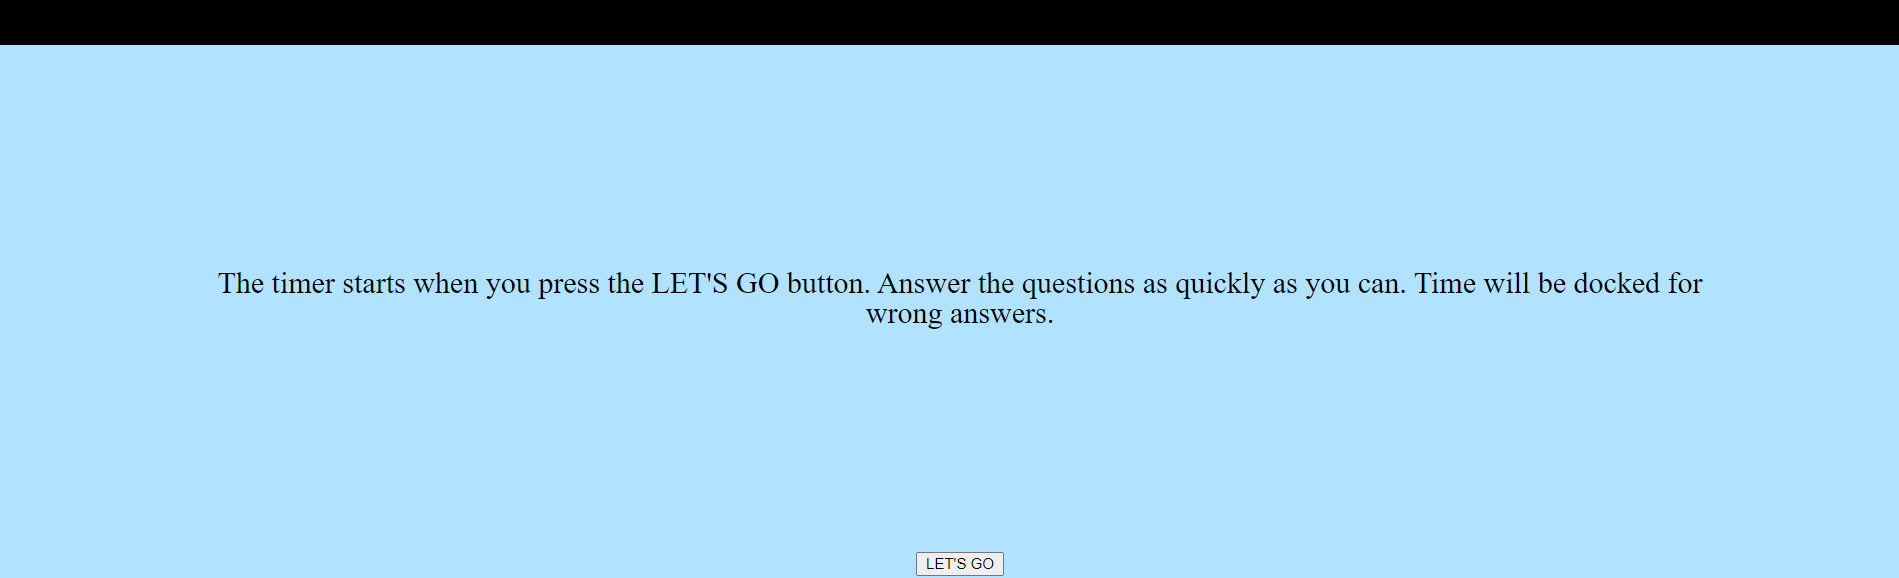 The timer starts when you press the LET'S GO button. Answer the questions as quickly as you can. Time will be docked for
wrong answers.
LET'S GO